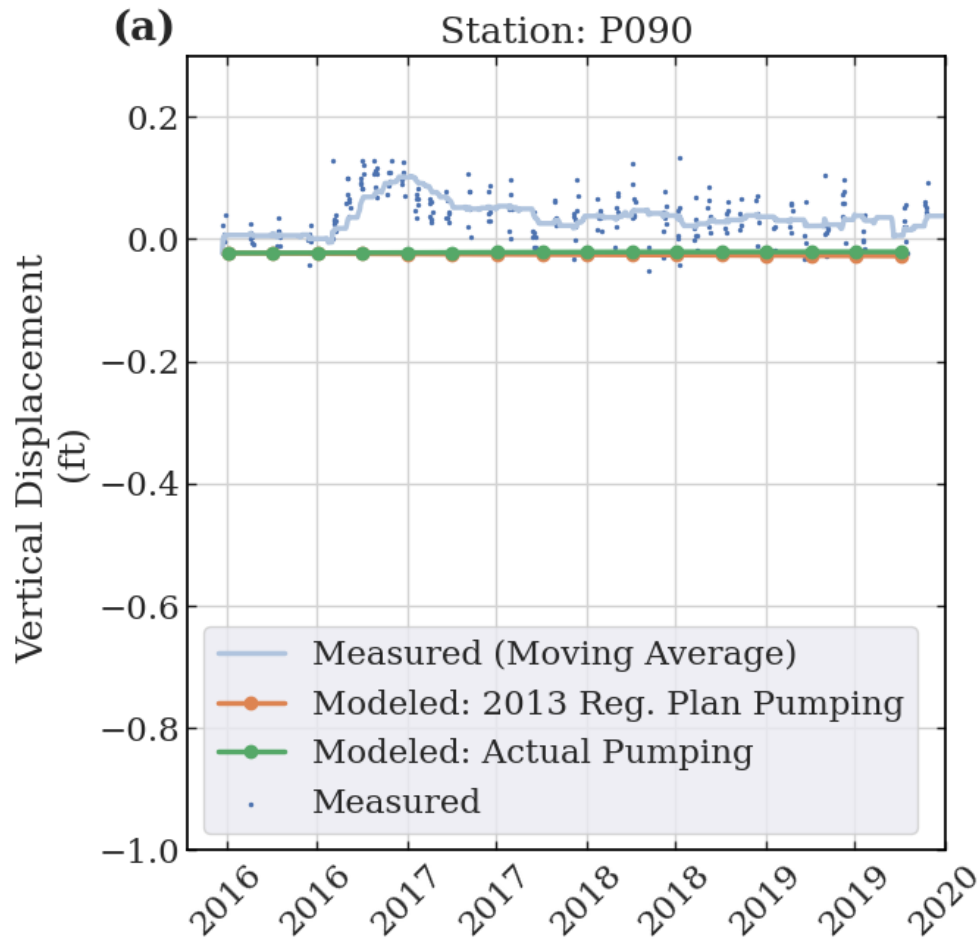 (a)
Station: P090
Vertical Displacement
(ft)
0.2
0.0
−0.2
−0.4
−0.6
−0.8
−1.0
Measured (Moving Average)
Modeled: 2013 Reg. Plan Pumping
Modeled: Actual Pumping
Measured
2016
2016
2017
2017
2018
2018
2019
2019
2020